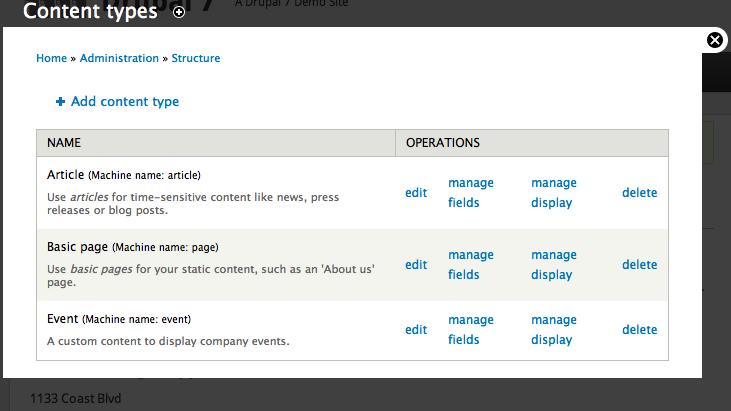 Drupal 7 A Drupal 7 Demo Site
Content types
Home » Administration » Structure
Add content type
NAME OPERATIONS
Article (Machine name: article)
Use articles for time-sensitive content like news, press
releases or blog posts.
edit manage fields manage display delete
Basic page (Machine name: page)
Use basic pages for your static content, such as an 'About us'
page.
edit manage fields manage display delete
Event (Machine name: event)
A custom content to display company events.
edit manage fields manage display delete
1133 Coast Blvd